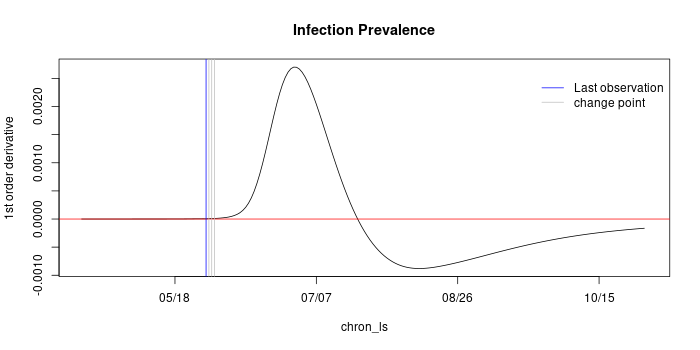 Infection Prevalence
1st order derivative
0.0020
0.0010
0.0000
-0.0010
Last observation
change point
05/18
07/07
08/26
10/15
chron_ls